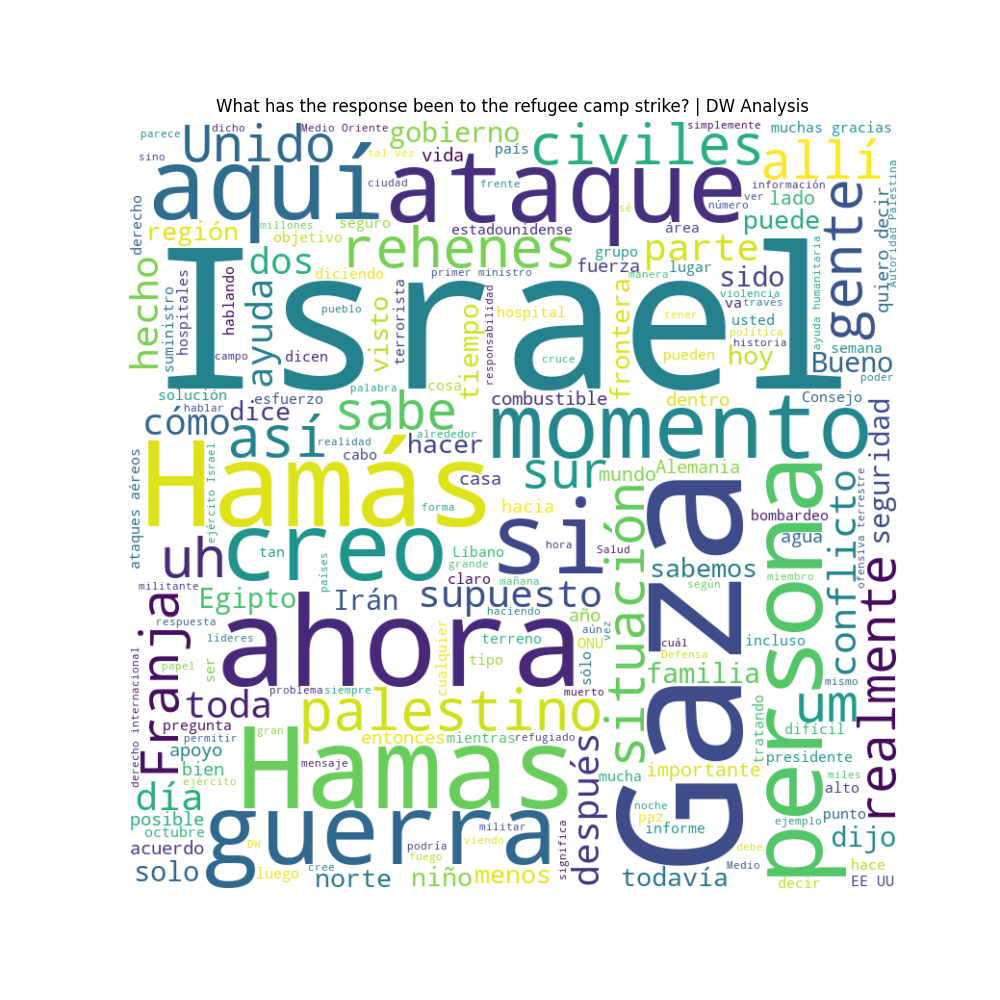 What has the response been to the refugee camp strike? | DW Analysis
parece
dicho
Medio Oriente
gobierno
civiles
simplemente
muchas gracias
sino
Unido
tal vez
vida
país
allí
aquí
ataque
ciudad
frente
información
derecho
región
millones
seguro
objetivo
estadounidense
sé
número
ver
lado
puede
gente
quiero decir
Autoridad Palestina
rehenes
grupo
área
parte
hecho
suministro
hospitales
hablando
dos
ayuda
diciendo
primer ministro
fuerza
lugar
manera
sido
va
través
violencia
ayuda humanitaria
Israel
pueblo
visto
terrorista
tiempo
responsabilidad
hospital
frontera
tener
usted
política
historia
semana
campo
dicen
cruce
pueden
hoy
Bueno
poder
solución
hablar
esfuerzo
palabra
cosa
combustible
dentro
Consejo
cómo
dice
así
sabe
momento
realidad
cabo
hacer
alrededor
sur
mundo
Alemania
seguridad
ataques aéreos
ejército Israel
Hamás
casa
forma
hacia
si
situación
Gaza
persona
bombardeo
conflicto
ofensiva terrestre
agua
uh
creo
tan
países
Líbano
grande
hora
Salud
sabemos
claro
mañana
según
miembro
militante
Egipto
Irán
supuesto
haciendo
realmente
Franja
respuesta
líderes
ahora
año
aún
vez
ONU
terreno
tipo
sólo
cuál
Defensa
incluso
papel
ser
cualquier
familia
mismo
derecho internacional
toda
problema
siempre
muerto
um
pregunta
permitir
gran
palestino
entonces
mientras
refugiado
tratando
difícil
apoyo
bien
ejército
mensaje
Hamas
después
mucha
importante
presidente
miles
alto
día
posible
octubre
noche
paz
informe
ejemplo
punto
dijo
acuerdo
DW
guerra
militar
podría
fuego
viendo
significa
debe
solo
luego
cree
norte
niño
menos
todavía
Medio
decir
hace
EE UU